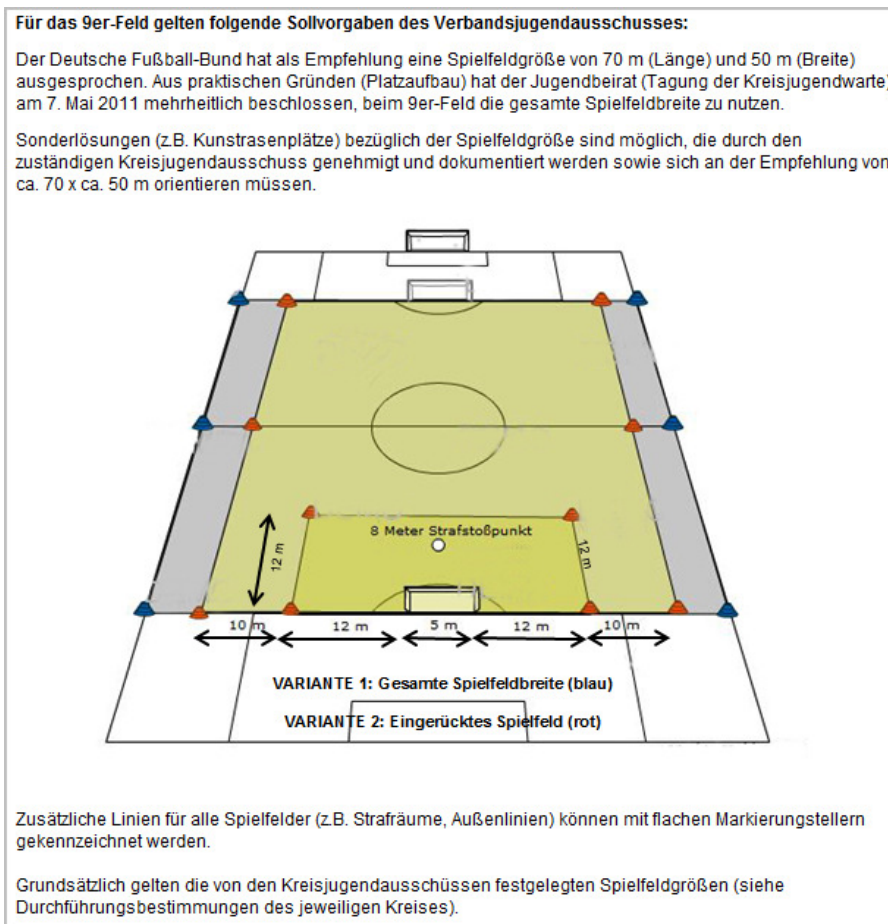 Für das 9er-Feld gelten folgende Sollvorgaben des Verbandsjugendausschusses:
Der Deutsche Fußball-Bund hat als Empfehlung eine Spielfeldgröße von 70 m (Länge) und 50 m (Breite)
ausgesprochen. Aus praktischen Gründen (Platzaufbau) hat der Jugendbeirat (Tagung der Kreisjugendwarte)
am 7. Mai 2011 mehrheitlich beschlossen, beim 9er-Feld die gesamte Spielfeldbreite zu nutzen.
Sonderlösungen (z.B. Kunstrasenplätze) bezüglich der Spielfeldgröße sind möglich, die durch den
zuständigen Kreisjugendausschuss genehmigt und dokumentiert werden sowie sich an der Empfehlung von
ca. 70 x ca. 50 m orientieren müssen.
8 Meter Strafstoßpunkt
12 m
12 m
10 m
12 m
5 m
12 m
10 m
VARIANTE 1: Gesamte Spielfeldbreite (blau)
VARIANTE 2: Eingerücktes Spielfeld (rot)
Zusätzliche Linien für alle Spielfelder (z.B. Strafräume, Außenlinien) können mit flachen Markierungstellern
gekennzeichnet werden.
Grundsätzlich gelten die von den Kreisjugendausschüssen festgelegten Spielfeldgrößen (siehe
Durchführungsbestimmungen des jeweiligen Kreises).